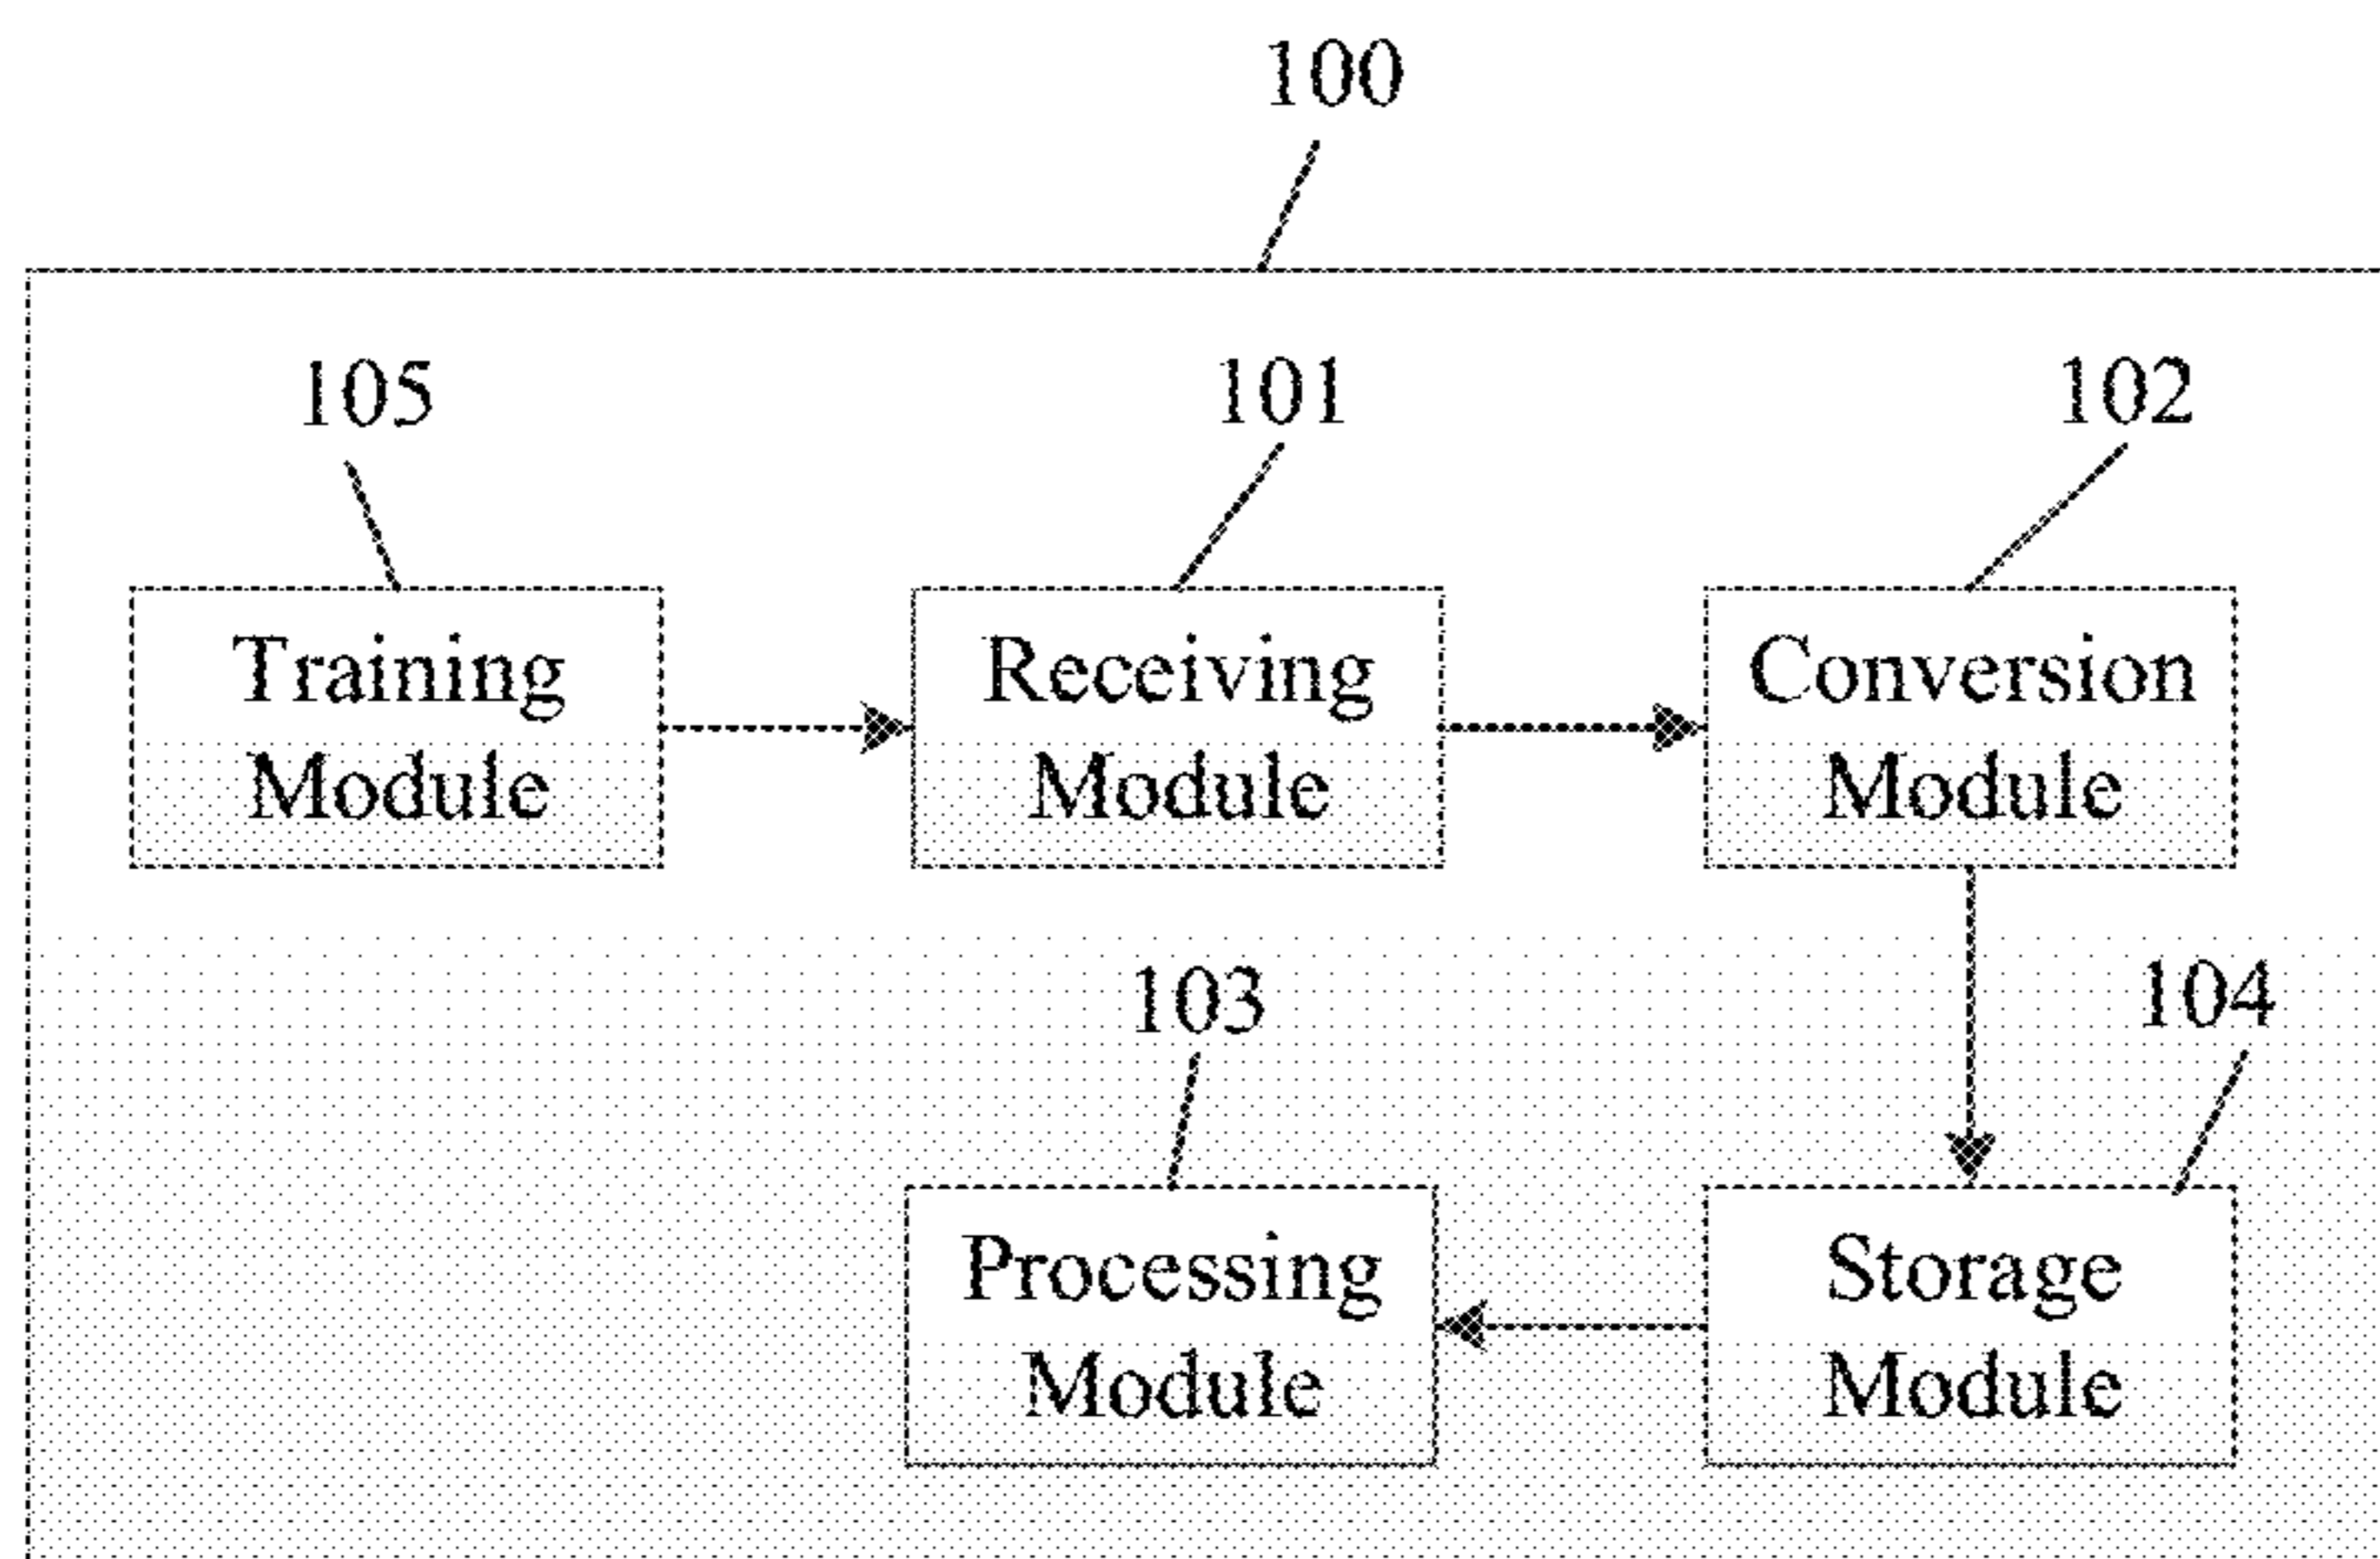 100
105
101
102
Training
Module
Receiving
Module
Conversion
Module
103
104
Processing
Module
Storage
Module